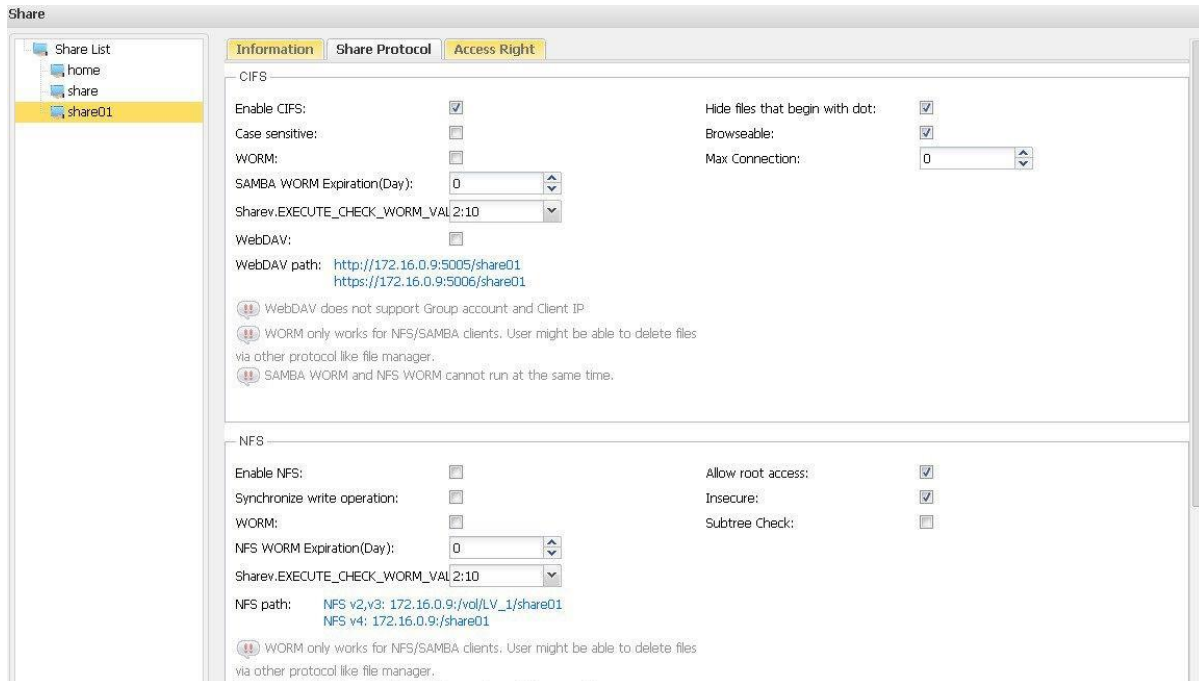 Share
Share List
home
share
share01
Information Share Protocol Access Right
CIFS
Enable CIFS: Hide files that begin with dot:
Case sensitive: Browseable:
WORM: Max Connection: 0
SAMBA WORM Expiration(Day): 0
Sharev.EXECUTE_CHECK_WORM_VAL 2:10
WebDAV:
WebDAV path: http://172.16.0.9:5005/share01
https://172.16.0.9:5006/share01
!! WebDAV does not support Group account and Client IP
!! WORM only works for NFS/SAMBA clients. User might be able to delete files
via other protocol like file manager.
!! SAMBA WORM and NFS WORM cannot run at the same time.
NFS
Enable NFS: Allow root access:
Synchronize write operation: Insecure:
WORM: Subtree Check:
NFS WORM Expiration(Day): 0
Sharev.EXECUTE_CHECK_WORM_VAL 2:10
NFS path: NFS v2,v3: 172.16.0.9:/vol/LV_1/share01
NFS v4: 172.16.0.9:/share01
!! WORM only works for NFS/SAMBA clients. User might be able to delete files
via other protocol like file manager.